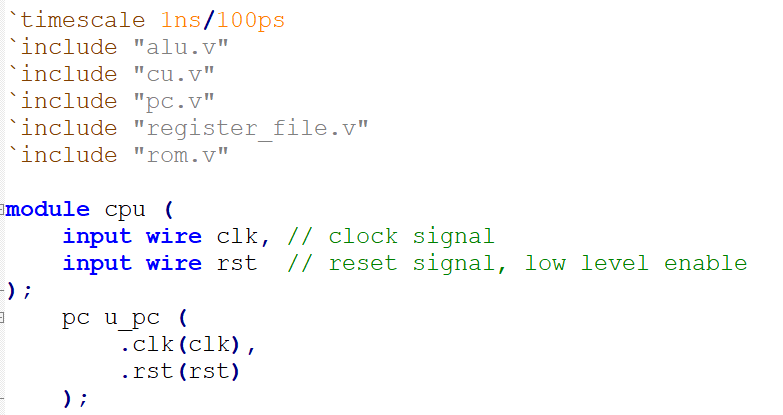 `timescale 1ns/100ps
`include "alu.v"
`include "cu.v"
`include "pc.v"
`include "register_file.v"
`include "rom.v"

module cpu (
    input wire clk, // clock signal
    input wire rst  // reset signal, low level enable
);
    pc u_pc (
        .clk(clk),
        .rst(rst)
    );